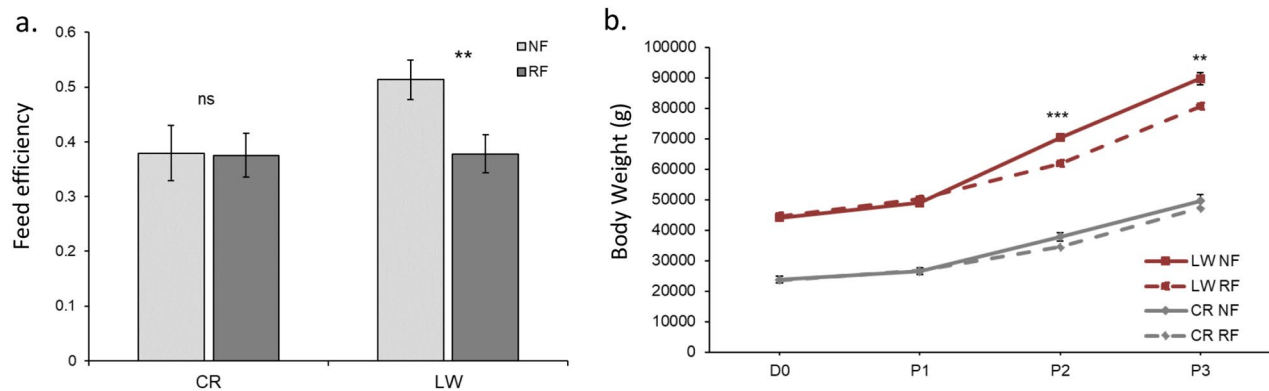 a.
0.6
0.5
0.4
0.3
0.2
0.1
0
Feed efficiency
ns
**
NF
RF
CR
LW
b.
100000
90000
80000
70000
60000
50000
40000
30000
20000
10000
0
Body Weight (g)
***
**
LW NF
LW RF
CR NF
CR RF
D0
P1
P2
P3